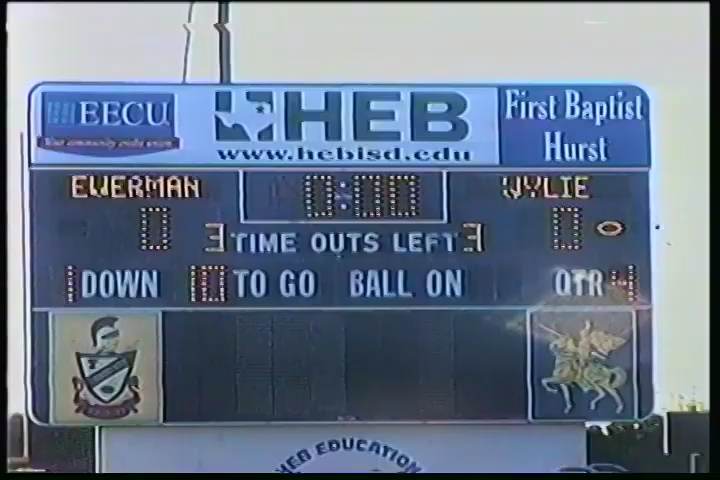 EECU
Your community credit union
HEB
www.hebisd.edu
First Baptist
Hurst
EWERMAN 0:00 WYLIE
0 3 TIME OUTS LEFT 3 0
1 DOWN 10 TO GO BALL ON QTR 4
HEB EDUCATION